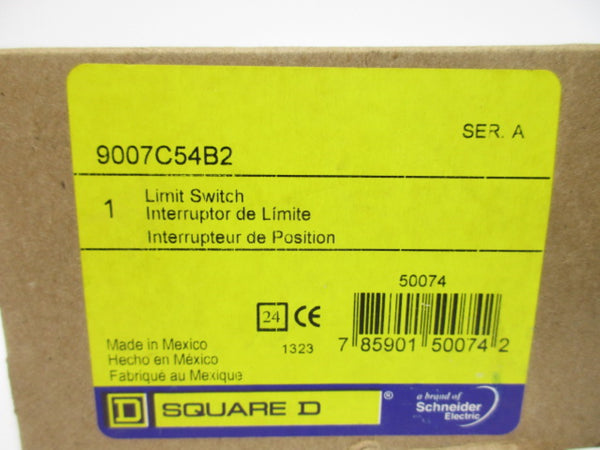 SER. A
9007C54B2
1
Limit Switch
Interruptor de Límite
Interrupteur de Position
50074
24 CE
Made in Mexico
Hecho en México
Fabriqué au Mexique
1323
7 85901 50074 2
D SQUARE D ®
a brand of
Schneider
Electric